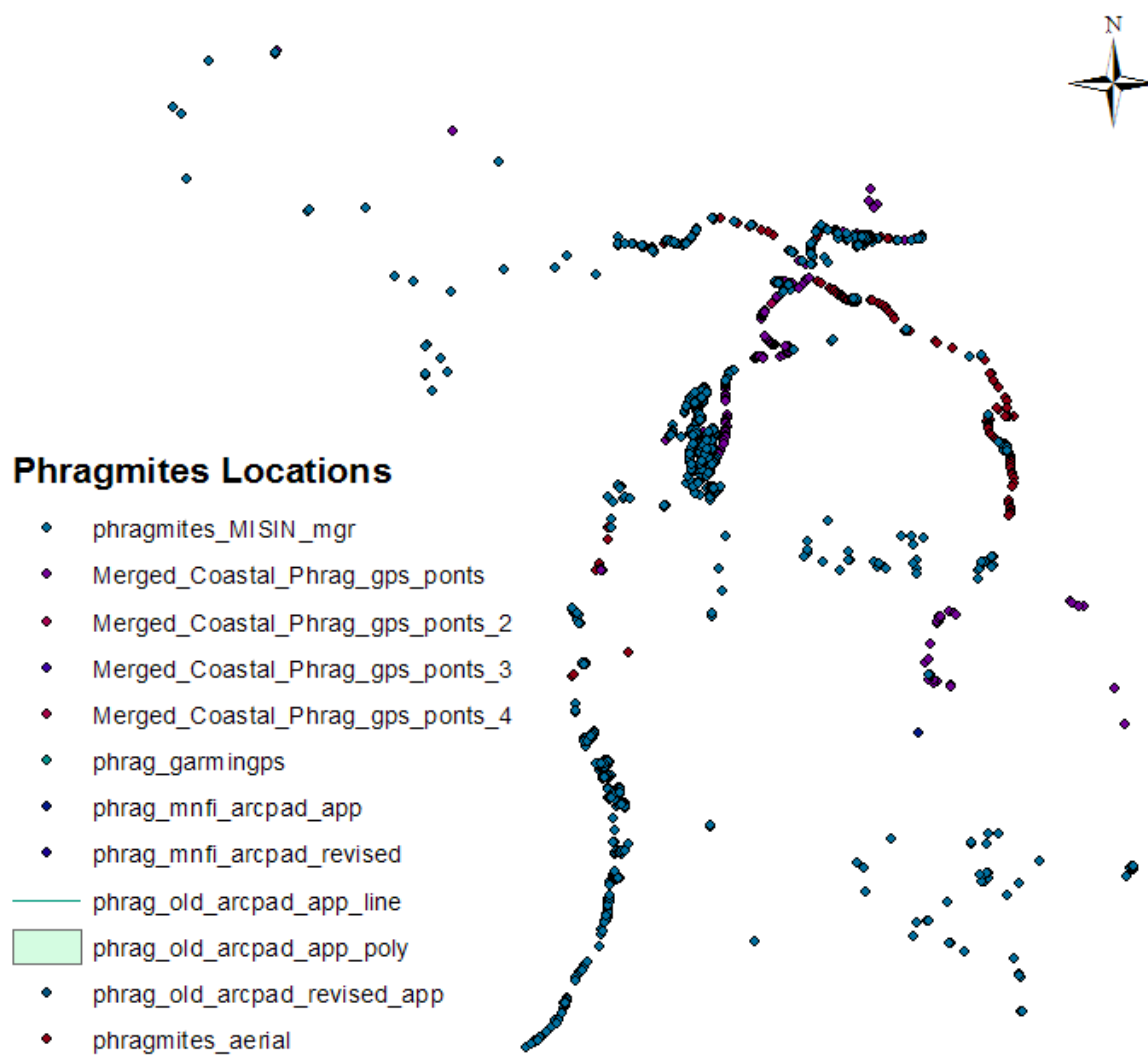 N
Phragmites Locations
phragmites_MISIN_mgr
Merged_Coastal_Phrag_gps_ponts
Merged_Coastal_Phrag_gps_ponts_2
Merged_Coastal_Phrag_gps_ponts_3
Merged_Coastal_Phrag_gps_ponts_4
phrag_garmingps
phrag_mnfi_arcpad_app
phrag_mnfi_arcpad_revised
phrag_old_arcpad_app_line
phrag_old_arcpad_app_poly
phrag_old_arcpad_revised_app
phragmites_aerial